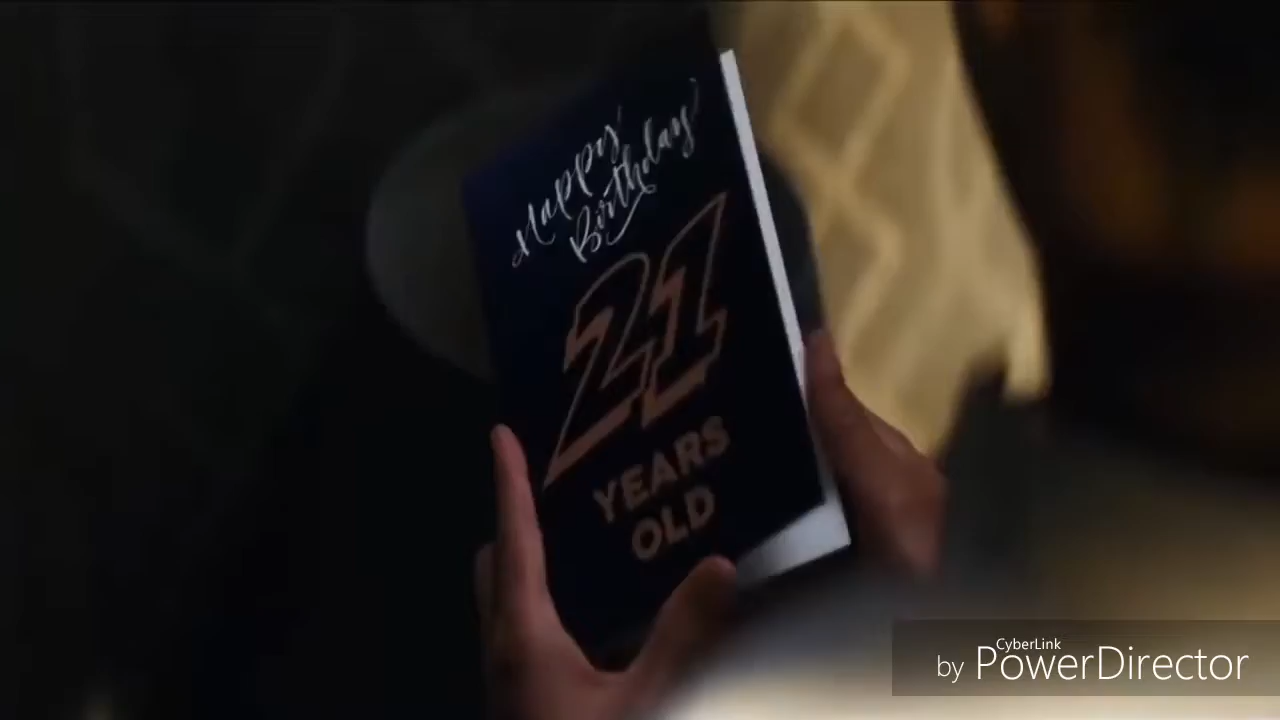 Happy
Birthday
21
YEARS
OLD
CyberLink
by PowerDirector